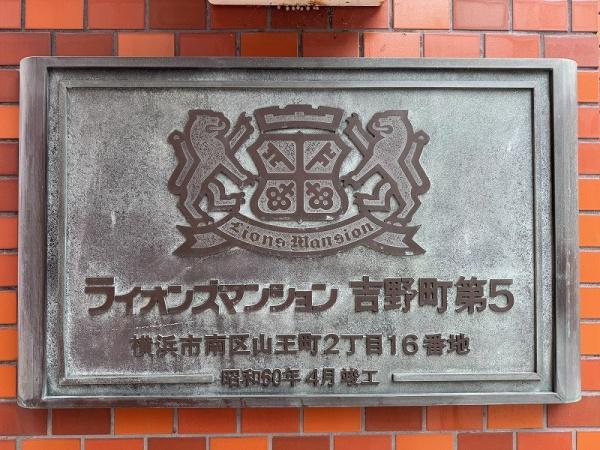 Lions Mansion
ライオンズマンション 吉野町第5
横浜市南区山王町2丁目16番地
昭和60年4月竣工